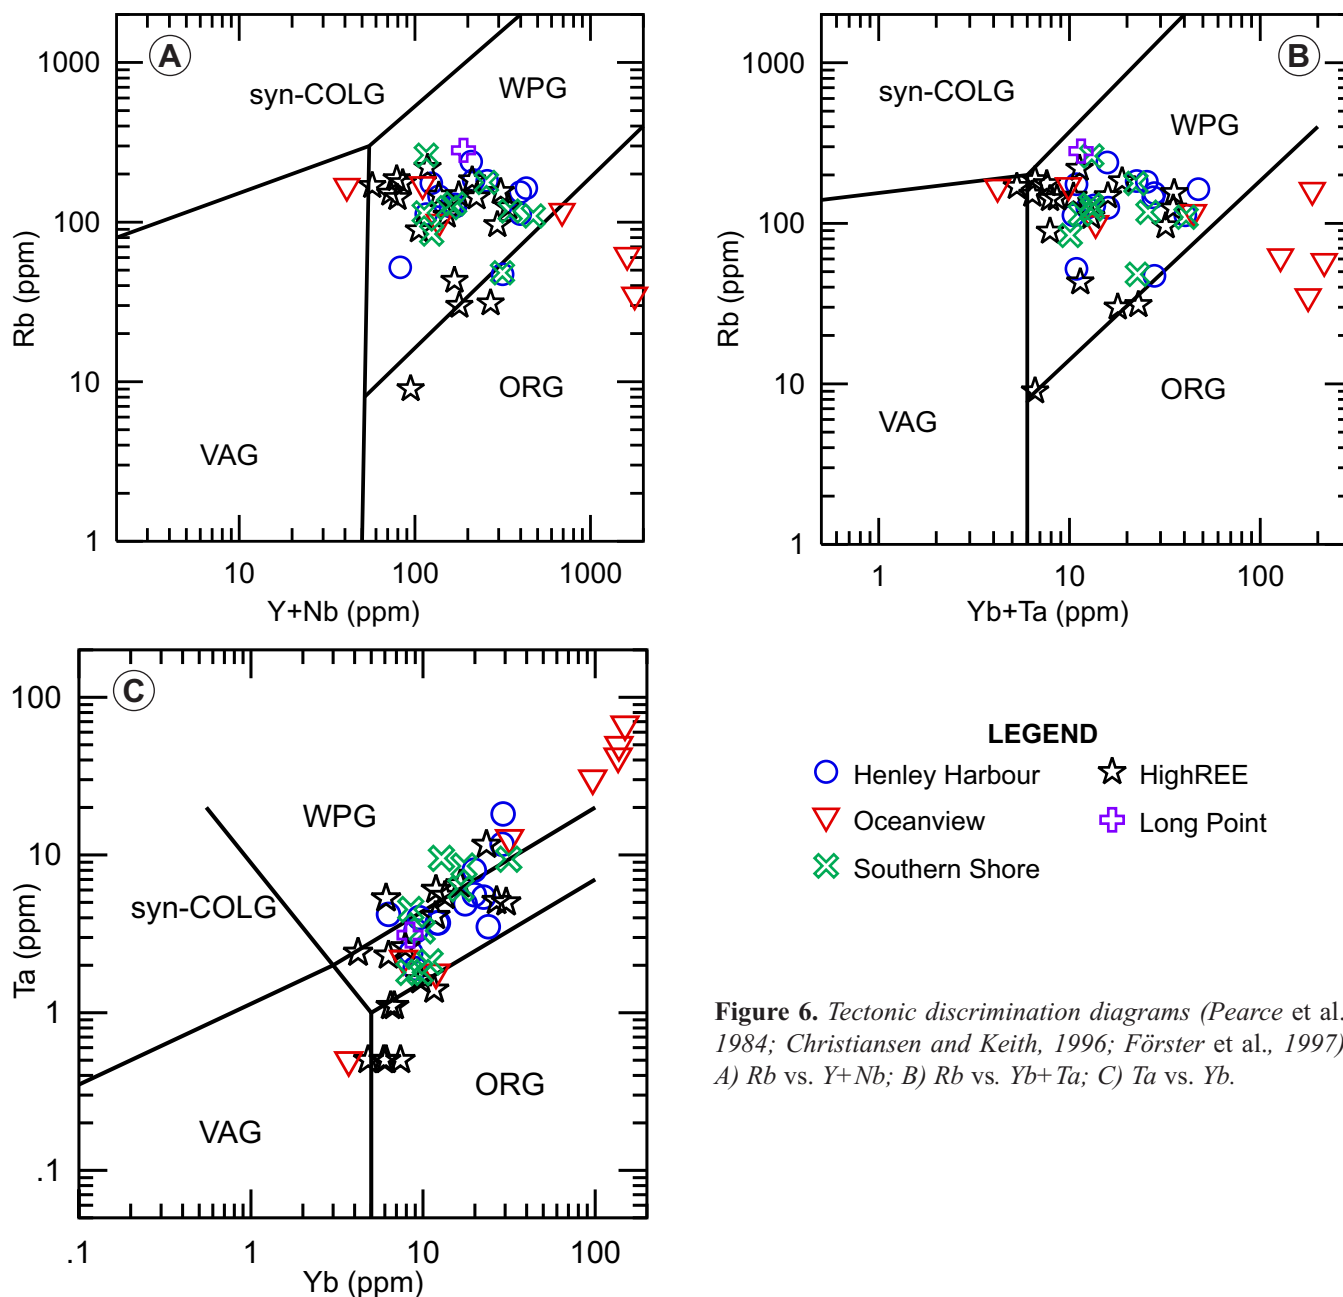 A
syn-COLG
WPG
VAG
ORG
1000
100
10
1
Rb (ppm)
10
100
1000
Y+Nb (ppm)
B
syn-COLG
WPG
VAG
ORG
1000
100
10
1
Rb (ppm)
1
10
100
Yb+Ta (ppm)
C
WPG
syn-COLG
VAG
ORG
100
10
1
.1
Ta (ppm)
.1
1
10
100
Yb (ppm)
LEGEND
Henley Harbour
HighREE
Oceanview
Long Point
Southern Shore
Figure 6. Tectonic discrimination diagrams (Pearce et al.
1984; Christiansen and Keith, 1996; Förster et al., 1997)
A) Rb vs. Y+Nb; B) Rb vs. Yb+Ta; C) Ta vs. Yb.